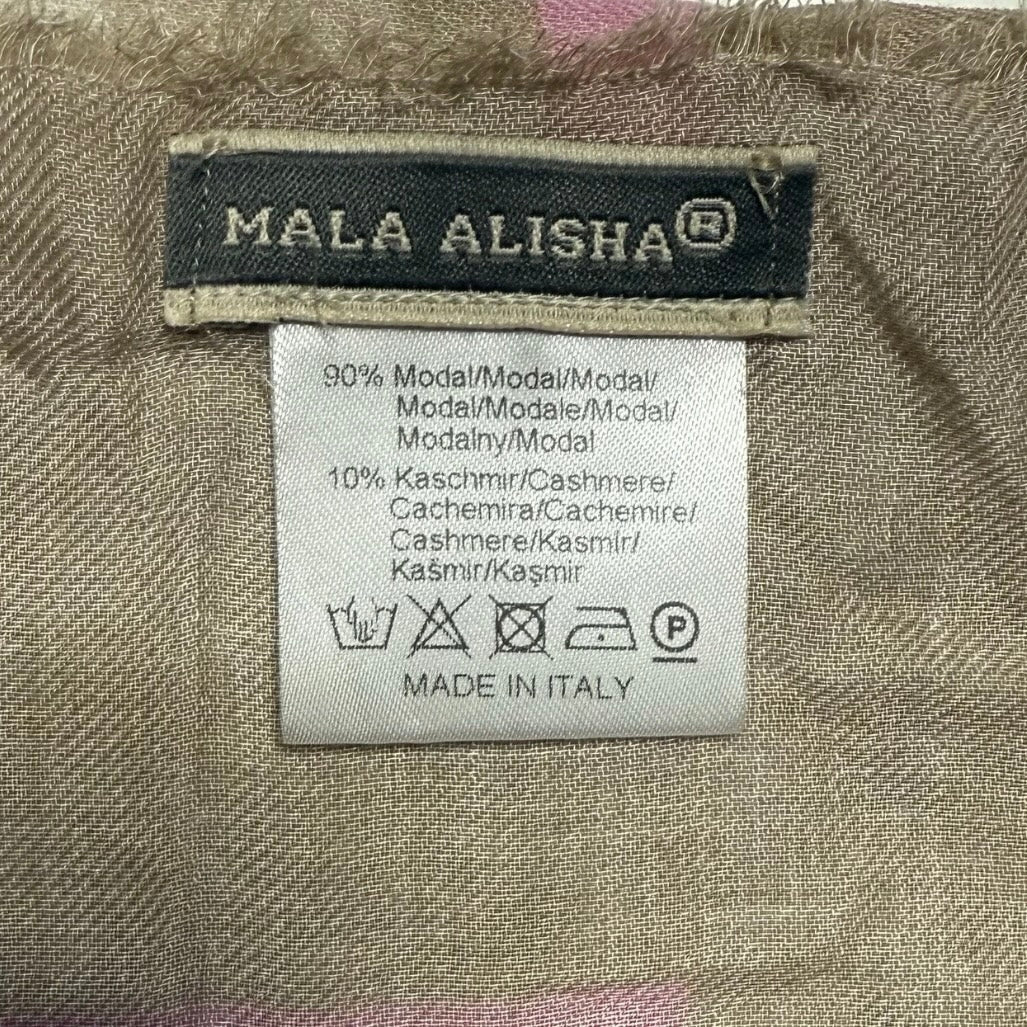 MALA ALISHA®
90% Modal/Modal/Modal/
Modal/Modale/Modal/
Modalny/Modal
10% Kaschmir/Cashmere/
Cachemira/Cachemire/
Cashmere/Kasmir/
Kašmir/Kaşmir
P
MADE IN ITALY